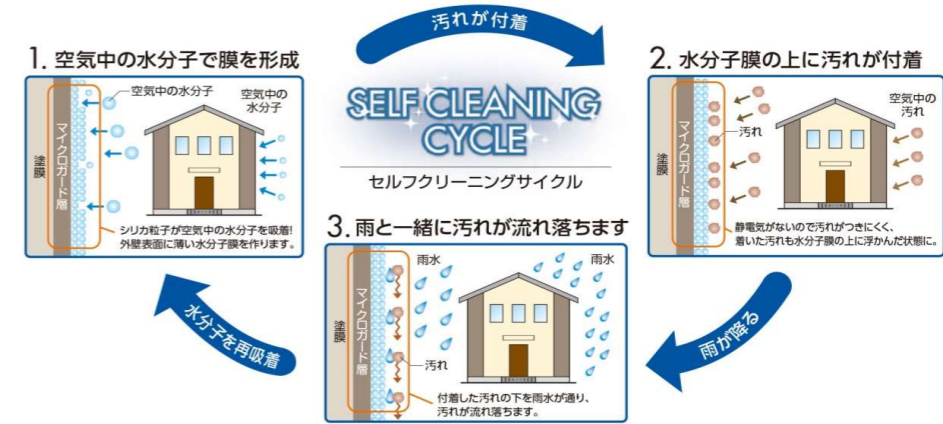 汚れが付着
1. 空気中の水分子で膜を形成
空気中の水分子
空気中の
水分子
マイクロガード層
塗膜
シリカ粒子が空気中の水分子を吸着!
外壁表面に薄い水分子膜を作ります。
SELF CLEANING
CYCLE
セルフクリーニングサイクル
2. 水分子膜の上に汚れが付着
空気中の
汚れ
汚れ
マイクロガード層
塗膜
静電気がないので汚れがつきにくく、
着いた汚れも水分子膜の上に浮かんだ状態に。
雨が降る
3. 雨と一緒に汚れが流れ落ちます
雨水
雨水
マイクロガード層
塗膜
汚れ
付着した汚れの下を雨水が通り、
汚れが流れ落ちます。
水分子を再吸着